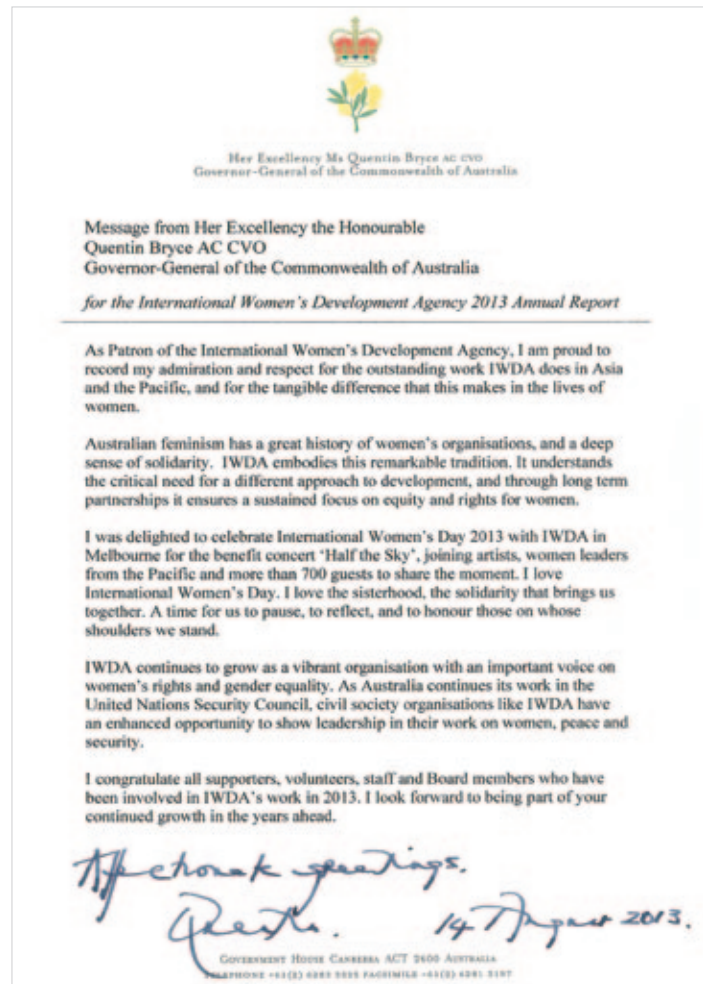 Her Excellency Ms Quentin Bryce AC CVO
Governor-General of the Commonwealth of Australia
Message from Her Excellency the Honourable
Quentin Bryce AC CVO
Governor-General of the Commonwealth of Australia
for the International Women's Development Agency 2013 Annual Report
As Patron of the International Women's Development Agency, I am proud to
record my admiration and respect for the outstanding work IWDA does in Asia
and the Pacific, and for the tangible difference that this makes in the lives of
women.
Australian feminism has a great history of women's organisations, and a deep
sense of solidarity. IWDA embodies this remarkable tradition. It understands
the critical need for a different approach to development, and through long term
partnerships it ensures a sustained focus on equity and rights for women.
I was delighted to celebrate International Women's Day 2013 with IWDA in
Melbourne for the benefit concert 'Half the Sky', joining artists, women leaders
from the Pacific and more than 700 guests to share the moment. I love
International Women's Day. I love the sisterhood, the solidarity that brings us
together. A time for us to pause, to reflect, and to honour those on whose
shoulders we stand.
IWDA continues to grow as a vibrant organisation with an important voice on
women's rights and gender equality. As Australia continues its work in the
United Nations Security Council, civil society organisations like IWDA have
an enhanced opportunity to show leadership in their work on women, peace and
security.
I congratulate all supporters, volunteers, staff and Board members who have
been involved in IWDA's work in 2013. I look forward to being part of your
continued growth in the years ahead.
Affectionate greetings.
Quentin. 14 August 2013.
Government House Canberra ACT 2600 Australia
Telephone +61(2) Facsimile +61(2)